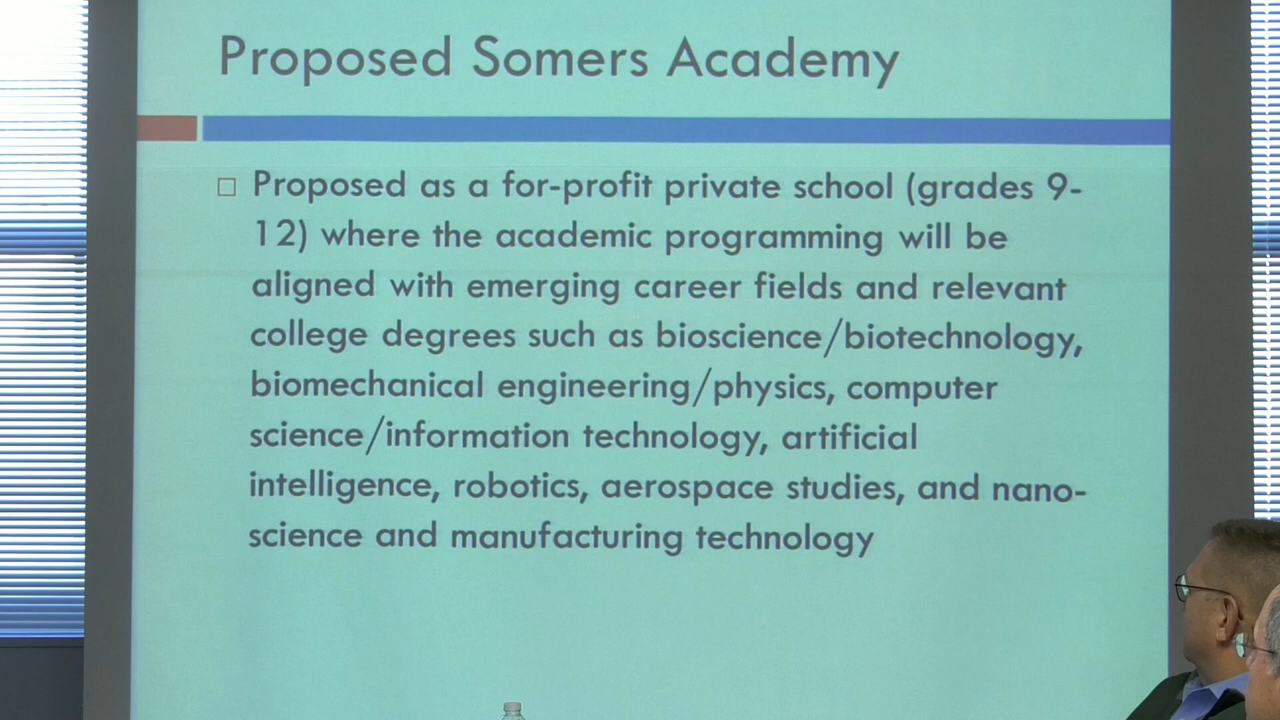 Proposed Somers Academy
Proposed as a for-profit private school (grades 9-
12) where the academic programming will be
aligned with emerging career fields and relevant
college degrees such as bioscience/biotechnology,
biomechanical engineering/physics, computer
science/information technology, artificial
intelligence, robotics, aerospace studies, and nano-
science and manufacturing technology